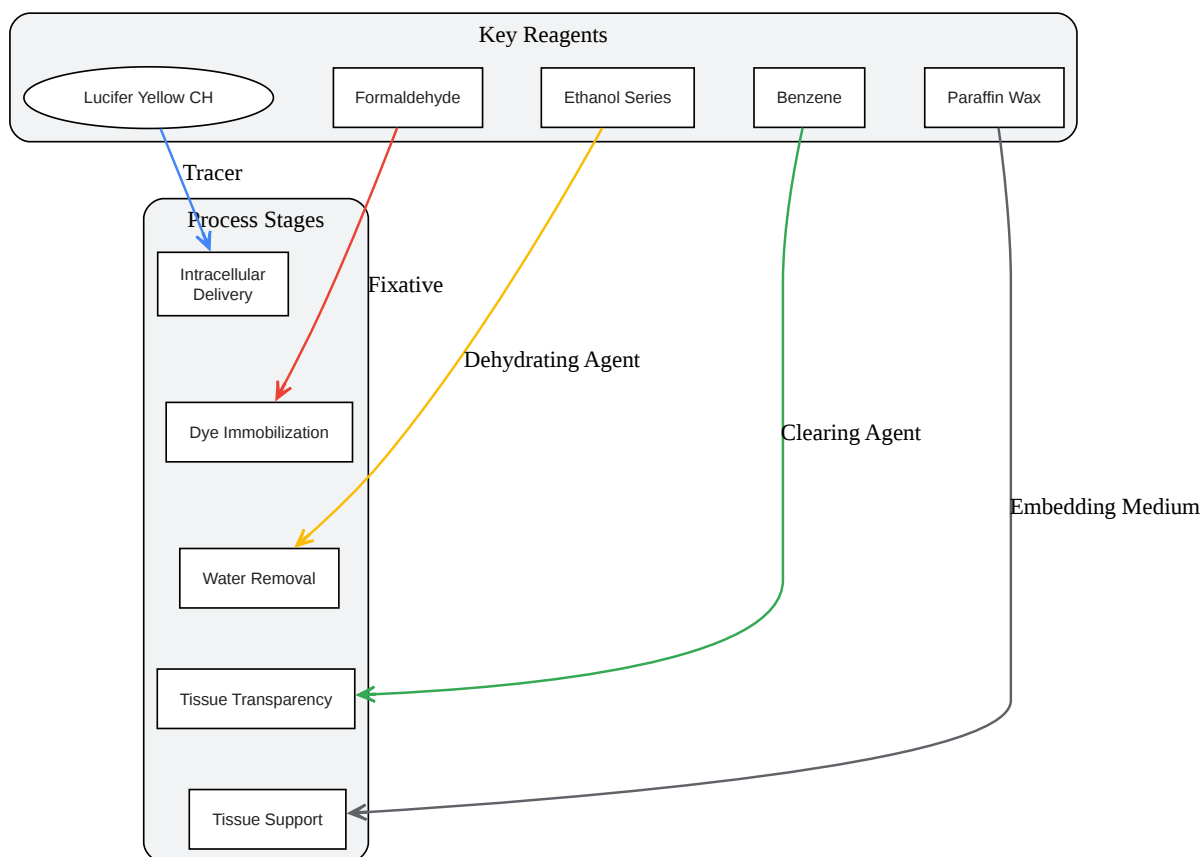 Key Reagents
Lucifer Yellow CH
Formaldehyde
Ethanol Series
Benzene
Paraffin Wax
Tracer
Process Stages
Intracellular
Delivery
Fixative
Dehydrating Agent
Dye Immobilization
Clearing Agent
Embedding Medium
Water Removal
Tissue Transparency
Tissue Support